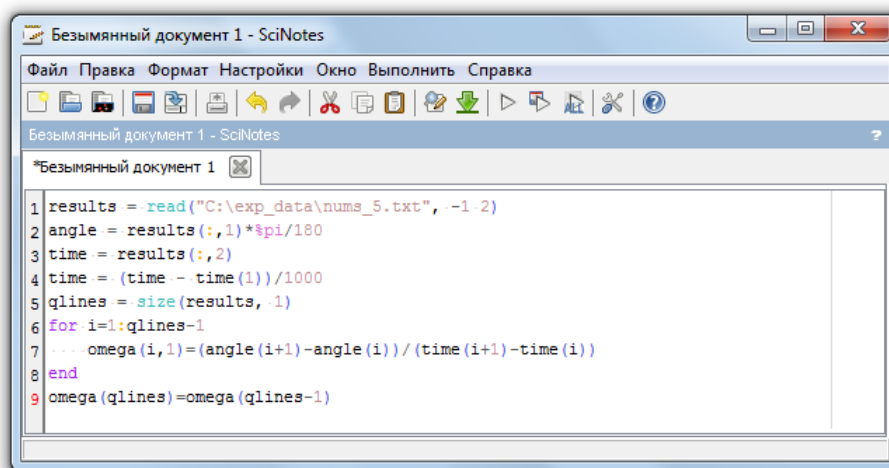 Безымянный документ 1 - SciNotes
Файл Правка Формат Настройки Окно Выполнить Справка
Безымянный документ 1 - SciNotes ?
*Безымянный документ 1
1 results = read("C:\exp_data\nums_5.txt", -1 2)
2 angle = results(:,1)*%pi/180
3 time = results(:,2)
4 time = (time - time(1))/1000
5 qlines = size(results, 1)
6 for i=1:qlines-1
7 omega(i,1)=(angle(i+1)-angle(i))/(time(i+1)-time(i))
8 end
9 omega(qlines)=omega(qlines-1)